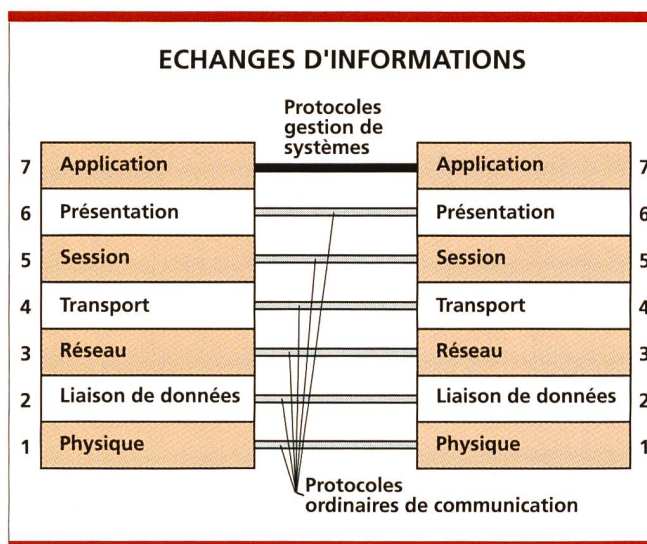 ECHANGES D'INFORMATIONS
Protocoles
gestion de
systèmes
7 Application Application 7
6 Présentation Présentation 6
5 Session Session 5
4 Transport Transport 4
3 Réseau Réseau 3
2 Liaison de données Liaison de données 2
1 Physique Physique 1
Protocoles
ordinaires de communication